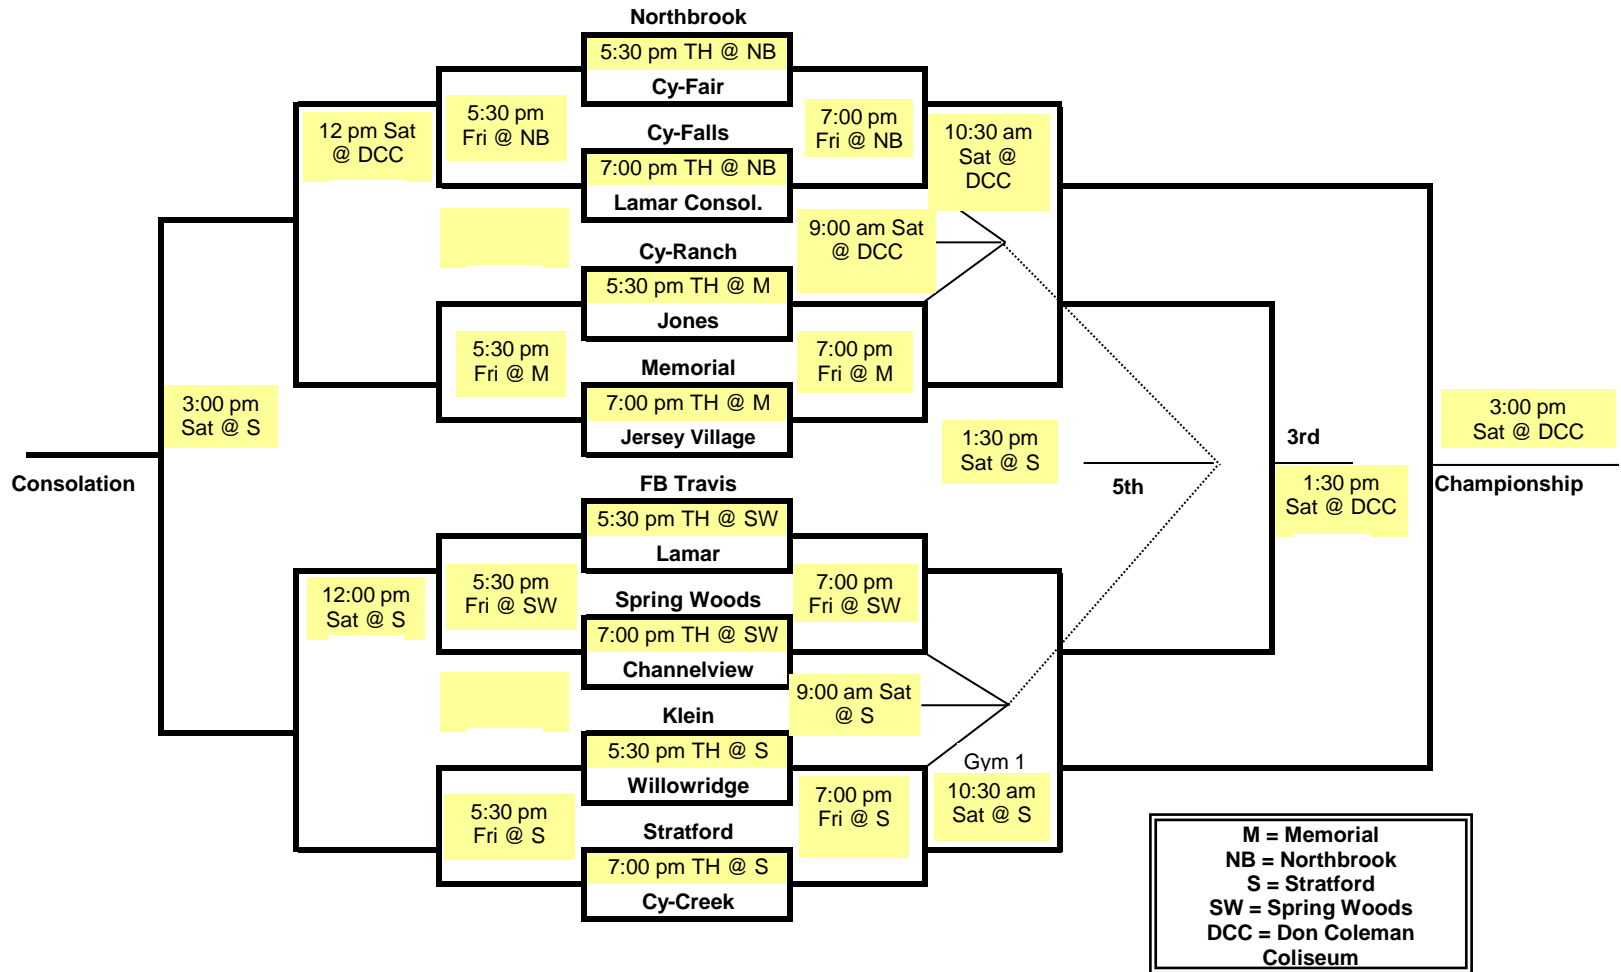 Northbrook
5:30 pm TH @ NB
Cy-Fair
5:30 pm
Fri @ NB
7:00 pm
Fri @ NB
12 pm Sat
@ DCC
10:30 am
Sat @
DCC
Cy-Falls
7:00 pm TH @ NB
Lamar Consol.
9:00 am Sat
@ DCC
Cy-Ranch
5:30 pm TH @ M
Jones
5:30 pm
Fri @ M
7:00 pm
Fri @ M
Memorial
7:00 pm TH @ M
Jersey Village
3:00 pm
Sat @ S
3:00 pm
Sat @ DCC
1:30 pm
Sat @ S
3rd
Consolation
5th
1:30 pm
Sat @ DCC
Championship
FB Travis
5:30 pm TH @ SW
Lamar
12:00 pm
Sat @ S
5:30 pm
Fri @ SW
7:00 pm
Fri @ SW
Spring Woods
7:00 pm TH @ SW
Channelview
9:00 am Sat
@ S
Klein
5:30 pm TH @ S
Willowridge
Gym 1
10:30 am
Sat @ S
5:30 pm
Fri @ S
7:00 pm
Fri @ S
Stratford
7:00 pm TH @ S
Cy-Creek
M = Memorial
NB = Northbrook
S = Stratford
SW = Spring Woods
DCC = Don Coleman
Coliseum